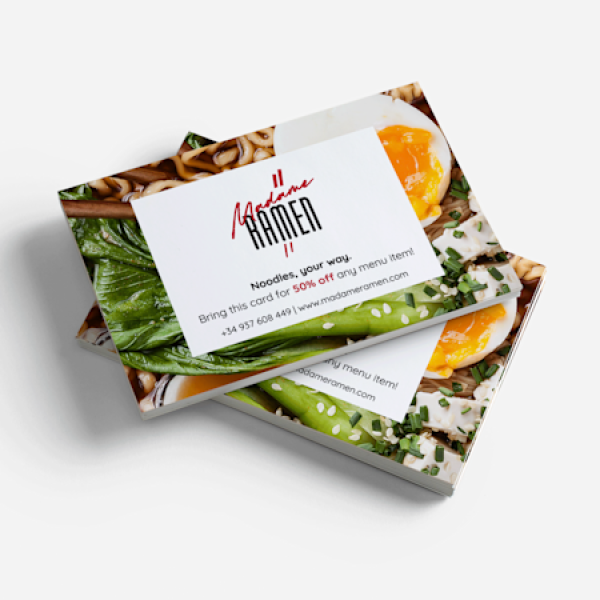 Madame
RAMEN
Noodles, your way.
Bring this card for 50% off any menu item!
+34 937 608 449 | www.madameramen.com
any menu item!
adameramen.com